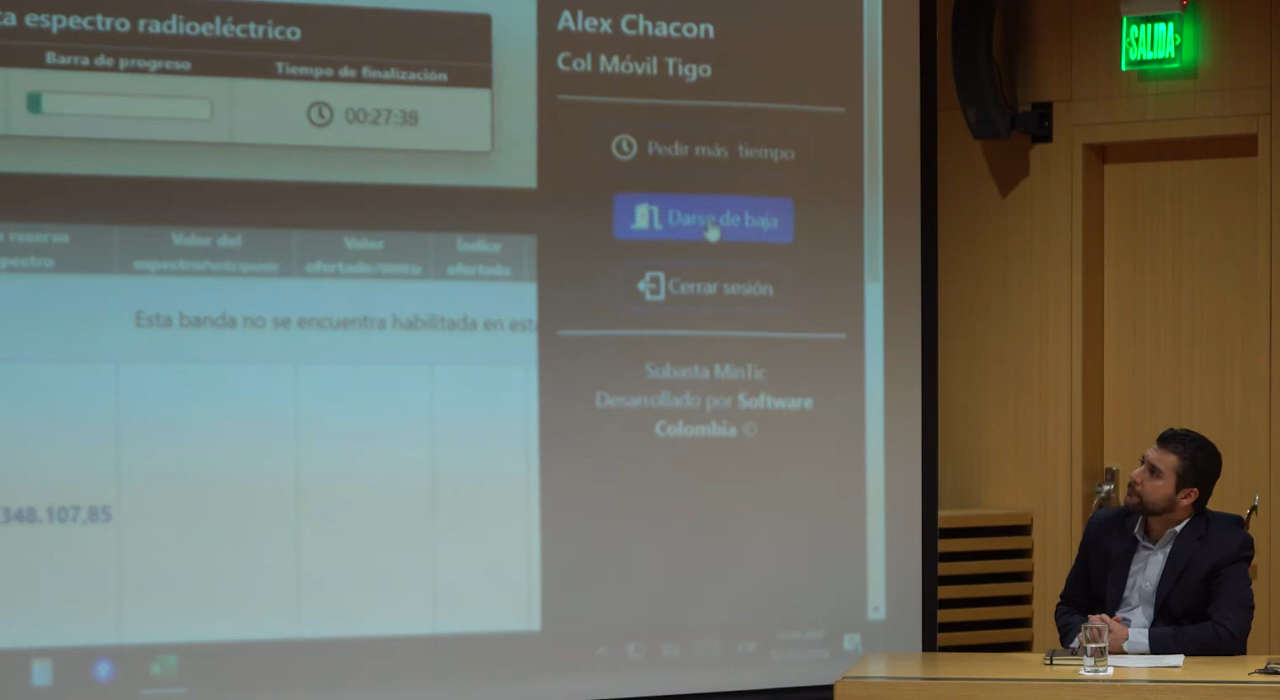 ta espectro radioeléctrico
Barra de progreso
Tiempo de finalización
00:27:38
Alex Chacon
Col Móvil Tigo
Pedir más tiempo
Darse de baja
Cerrar sesión
reserva
Valor del
Valor
Índice
ofertado
Esta banda no se encuentra habilitada en est
348.107,85
Subasta MinTic
Desarrollado por Software
Colombia ©
SALIDA